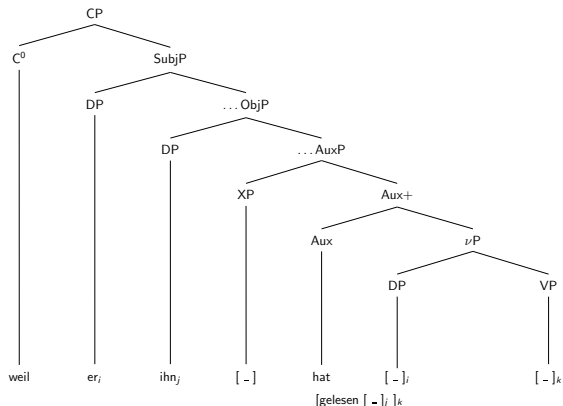 CP
C⁰ SubjP
DP …ObjP
DP …AuxP
XP Aux+
Aux νP
DP VP
weil erᵢ ihnⱼ [ _ ] hat [ _ ]ᵢ [ _ ]ₖ
[gelesen [ _ ]ⱼ ]ₖ